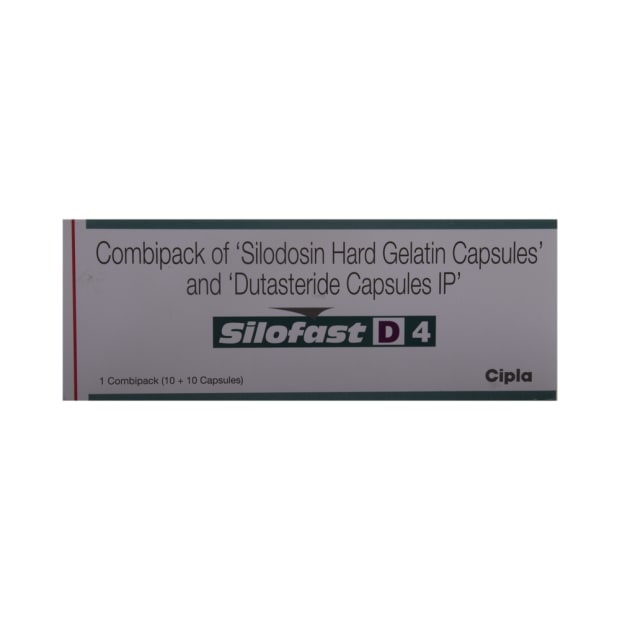 Combipack of ‘Silodosin Hard Gelatin Capsules’
and ‘Dutasteride Capsules IP’
Silofast D 4
1 Combipack (10 + 10 Capsules)
Cipla